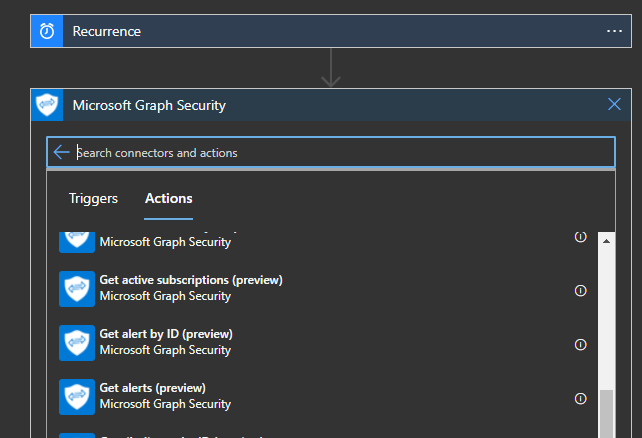 Recurrence
Microsoft Graph Security
Search connectors and actions
Triggers
Actions
Microsoft Graph Security
Get active subscriptions (preview)
Microsoft Graph Security
Get alert by ID (preview)
Microsoft Graph Security
Get alerts (preview)
Microsoft Graph Security